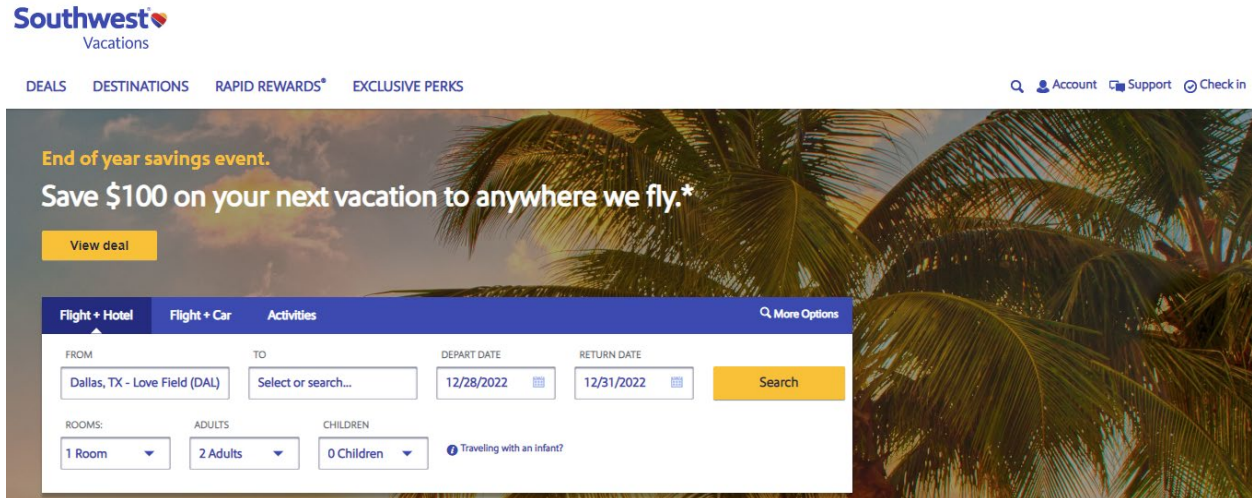 Southwest
Vacations
DEALS DESTINATIONS RAPID REWARDS® EXCLUSIVE PERKS Account Support Check in
End of year savings event.
Save $100 on your next vacation to anywhere we fly.*
View deal
Flight + Hotel Flight + Car Activities More Options
FROM TO DEPART DATE RETURN DATE
Dallas, TX - Love Field (DAL) Select or search... 12/28/2022 12/31/2022 Search
ROOMS: ADULTS CHILDREN
1 Room 2 Adults 0 Children Traveling with an infant?